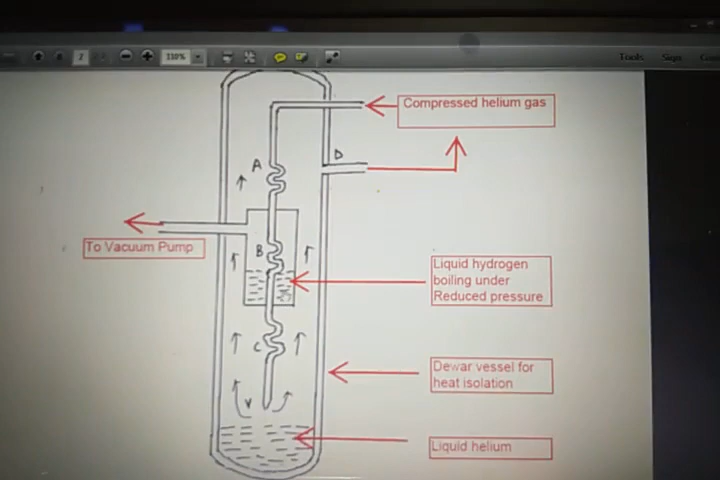 110%
Tools
Sign
Compressed helium gas
D
A
To Vacuum Pump
B
Liquid hydrogen
boiling under
Reduced pressure
C
Dewar vessel for
heat isolation
V
Liquid helium